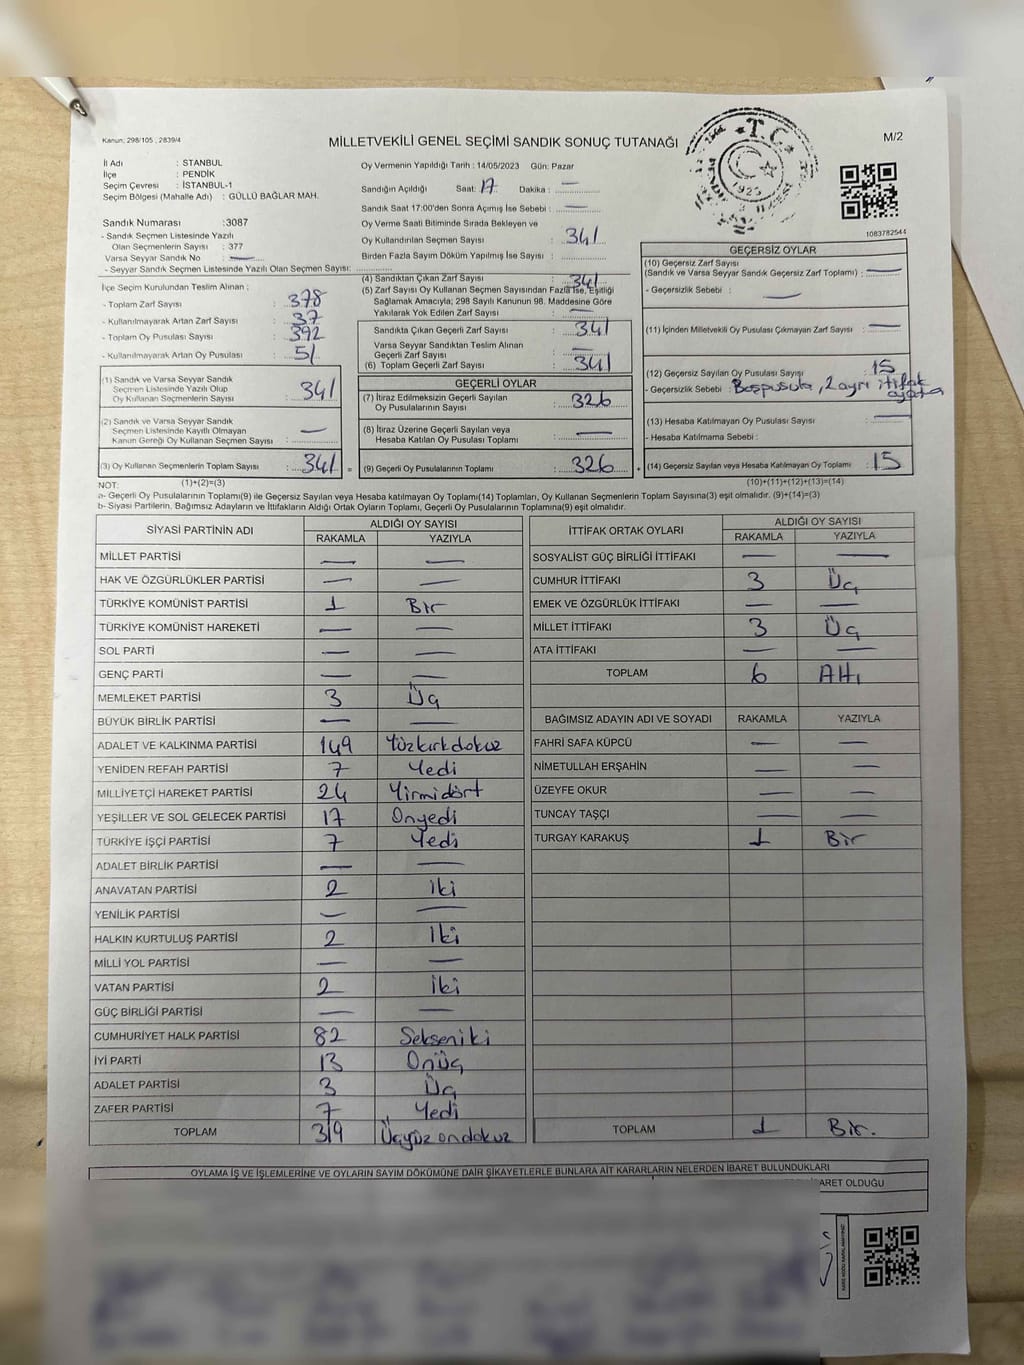 Kanun: 298/105 , 2839/4
MİLLETVEKİLİ GENEL SEÇİMİ SANDIK SONUÇ TUTANAĞI
M/2
T.C.
1923
İl Adı : İSTANBUL
İlçe : PENDİK
Seçim Çevresi : İSTANBUL-1
Seçim Bölgesi (Mahalle Adı) : GÜLLÜ BAĞLAR MAH.
Sandık Numarası :3087
- Sandık Seçmen Listesinde Yazılı
Olan Seçmenlerin Sayısı : 377
Varsa Seyyar Sandık No : —
- Seyyar Sandık Seçmen Listesinde Yazılı Olan Seçmen Sayısı:
Oy Vermenin Yapıldığı Tarih : 14/05/2023 Gün: Pazar
Sandığın Açıldığı Saat: 17 Dakika : —
Sandık Saat 17:00'den Sonra Açımış İse Sebebi : —
Oy Verme Saati Bitiminde Sırada Bekleyen ve
Oy Kullandırılan Seçmen Sayısı : 341
Birden Fazla Sayım Döküm Yapılmış İse Sayısı :
1083782544
İlçe Seçim Kurulundan Teslim Alınan ;
- Toplam Zarf Sayısı : 378
- Kullanılmayarak Artan Zarf Sayısı : 37
- Toplam Oy Pusulası Sayısı : 392
- Kullanılmayarak Artan Oy Pusulası : 51
(1) Sandık ve Varsa Seyyar Sandık
Seçmen Listesinde Yazılı Olup
Oy Kullanan Seçmenlerin Sayısı : 341
(2) Sandık ve Varsa Seyyar Sandık
Seçmen Listesinde Kayıtlı Olmayan
Kanun Gereği Oy Kullanan Seçmen Sayısı : —
(3) Oy Kullanan Seçmenlerin Toplam Sayısı : 341 =
(1)+(2)=(3)
(4) Sandıktan Çıkan Zarf Sayısı : 341
(5) Zarf Sayısı Oy Kullanan Seçmen Sayısından Fazla İse, Eşitliği
Sağlamak Amacıyla; 298 Sayılı Kanunun 98. Maddesine Göre
Yakılarak Yok Edilen Zarf Sayısı : —
Sandıkta Çıkan Geçerli Zarf Sayısı : 341
Varsa Seyyar Sandıktan Teslim Alınan
Geçerli Zarf Sayısı : —
(6) Toplam Geçerli Zarf Sayısı : 341
GEÇERLİ OYLAR
(7) İtiraz Edilmeksizin Geçerli Sayılan
Oy Pusulalarının Sayısı : 326
(8) İtiraz Üzerine Geçerli Sayılan veya
Hesaba Katılan Oy Pusulası Toplamı : —
(9) Geçerli Oy Pusulalarının Toplamı : 326 +
GEÇERSİZ OYLAR
(10) Geçersiz Zarf Sayısı
(Sandık ve Varsa Seyyar Sandık Geçersiz Zarf Toplamı) : —
- Geçersizlik Sebebi : —
(11) İçinden Milletvekili Oy Pusulası Çıkmayan Zarf Sayısı : —
(12) Geçersiz Sayılan Oy Pusulası Sayısı : 15
- Geçersizlik Sebebi : Boş pusula, 2 ayrı ittifak
(13) Hesaba Katılmayan Oy Pusulası Sayısı : —
- Hesaba Katılmama Sebebi :
(14) Geçersiz Sayılan veya Hesaba Katılmayan Oy Toplamı : 15
(10)+(11)+(12)+(13)=(14)
NOT:
a- Geçerli Oy Pusulalarının Toplamı(9) ile Geçersiz Sayılan veya Hesaba katılmayan Oy Toplamı(14) Toplamları, Oy Kullanan Seçmenlerin Toplam Sayısına(3) eşit olmalıdır. (9)+(14)=(3)
b- Siyasi Partilerin, Bağımsız Adayların ve İttifakların Aldığı Ortak Oyların Toplamı, Geçerli Oy Pusulalarının Toplamına(9) eşit olmalıdır.
SİYASİ PARTİNİN ADI ALDIĞI OY SAYISI
RAKAMLA YAZIYLA
MİLLET PARTİSİ — —
HAK VE ÖZGÜRLÜKLER PARTİSİ — —
TÜRKİYE KOMÜNİST PARTİSİ 1 Bir
TÜRKİYE KOMÜNİST HAREKETİ — —
SOL PARTİ — —
GENÇ PARTİ — —
MEMLEKET PARTİSİ 3 Üç
BÜYÜK BİRLİK PARTİSİ — —
ADALET VE KALKINMA PARTİSİ 149 Yüzkırkdokuz
YENİDEN REFAH PARTİSİ 7 Yedi
MİLLİYETÇİ HAREKET PARTİSİ 24 Yirmidört
YEŞİLLER VE SOL GELECEK PARTİSİ 17 Onyedi
TÜRKİYE İŞÇİ PARTİSİ 7 Yedi
ADALET BİRLİK PARTİSİ — —
ANAVATAN PARTİSİ 2 İki
YENİLİK PARTİSİ — —
HALKIN KURTULUŞ PARTİSİ 2 İki
MİLLİ YOL PARTİSİ — —
VATAN PARTİSİ 2 İki
GÜÇ BİRLİĞİ PARTİSİ — —
CUMHURİYET HALK PARTİSİ 82 Sekseniki
İYİ PARTİ 13 Onüç
ADALET PARTİSİ 3 Üç
ZAFER PARTİSİ 7 Yedi
TOPLAM 319 Üçyüzondokuz
İTTİFAK ORTAK OYLARI ALDIĞI OY SAYISI
RAKAMLA YAZIYLA
SOSYALİST GÜÇ BİRLİĞİ İTTİFAKI — —
CUMHUR İTTİFAKI 3 Üç
EMEK VE ÖZGÜRLÜK İTTİFAKI — —
MİLLET İTTİFAKI 3 Üç
ATA İTTİFAKI — —
TOPLAM 6 Altı
BAĞIMSIZ ADAYIN ADI VE SOYADI RAKAMLA YAZIYLA
FAHRİ SAFA KÜPCÜ — —
NİMETULLAH ERŞAHİN — —
ÜZEYFE OKUR — —
TUNCAY TAŞÇI — —
TURGAY KARAKUŞ 1 Bir
TOPLAM 1 Bir.
OYLAMA İŞ VE İŞLEMLERİNE VE OYLARIN SAYIM DÖKÜMÜNE DAİR ŞİKAYETLERLE BUNLARA AİT KARARLARIN NELERDEN İBARET BULUNDUKLARI
İBARET OLDUĞU